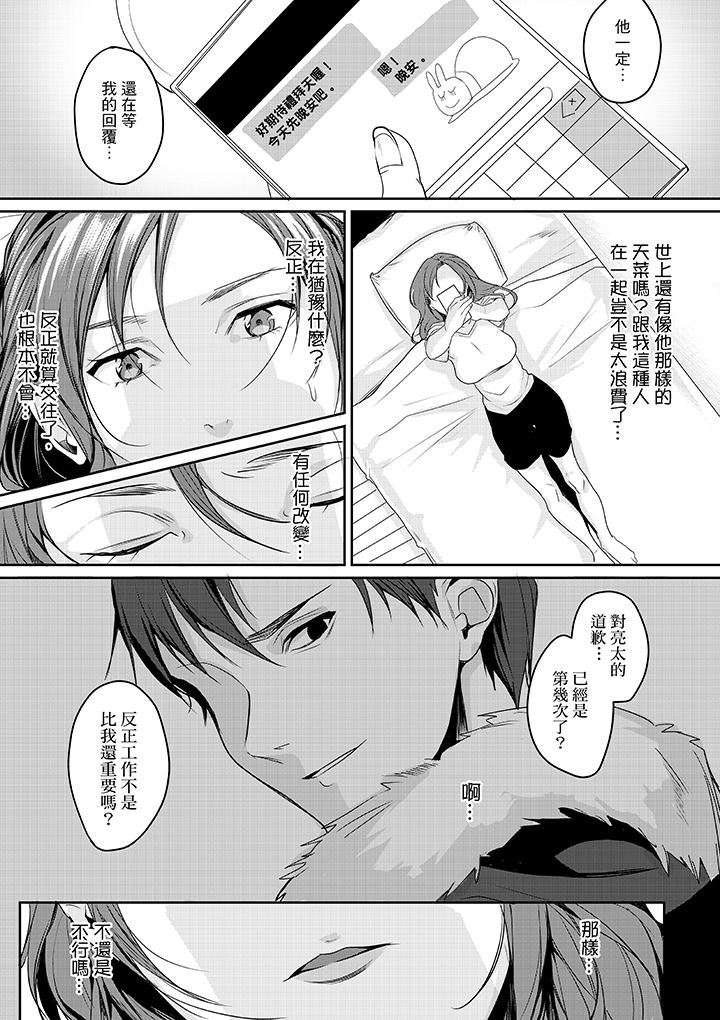 他一定…
嗯！
晚安。
好期待禮拜天喔！
今天先晚安吧。
還在等
我的回覆…
世上還有像他那樣的
天菜嗎？跟我這種人
在一起豈不是太浪費了…
我在猶豫什麼？
反正…
反正就算交往了，
也根本不會…
有任何改變…
對亮太的
道歉…
已經是
第幾次了？
啊…
反正工作不是
比我還重要嗎？
那樣…
不還是
不行嗎…